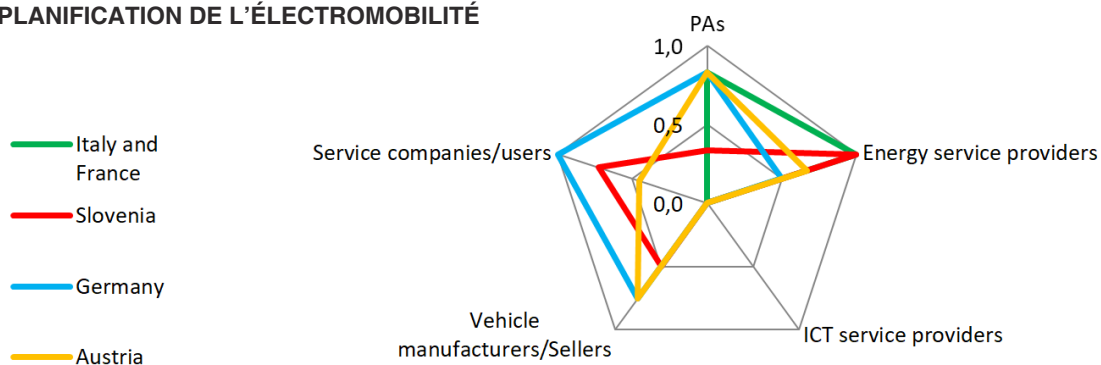 PLANIFICATION DE L’ÉLECTROMOBILITÉ
PAs
1,0
0,5
0,0
Energy service providers
ICT service providers
Vehicle
manufacturers/Sellers
Service companies/users
Italy and
France
Slovenia
Germany
Austria